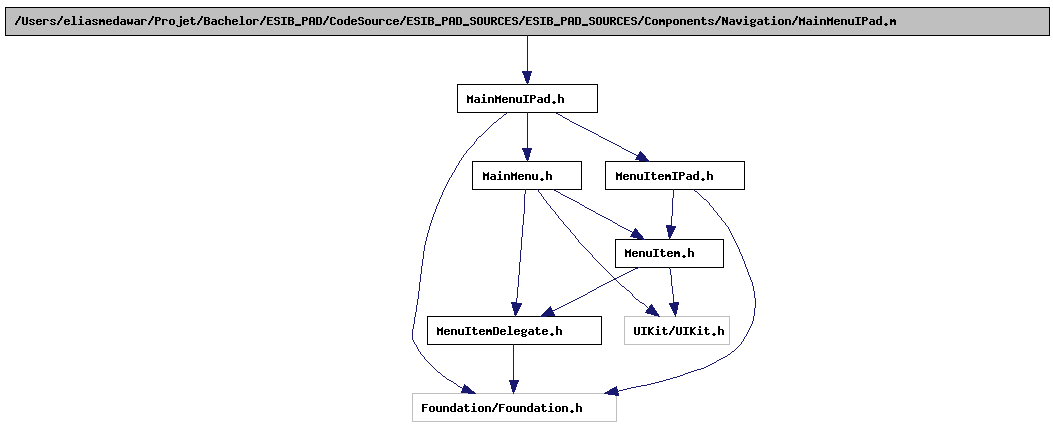 /Users/eliasmedawar/Projet/Bachelor/ESIB_PAD/CodeSource/ESIB_PAD_SOURCES/ESIB_PAD_SOURCES/Components/Navigation/MainMenuIPad.m
MainMenuIPad.h
MainMenu.h
MenuItemIPad.h
MenuItem.h
MenuItemDelegate.h
UIKit/UIKit.h
Foundation/Foundation.h